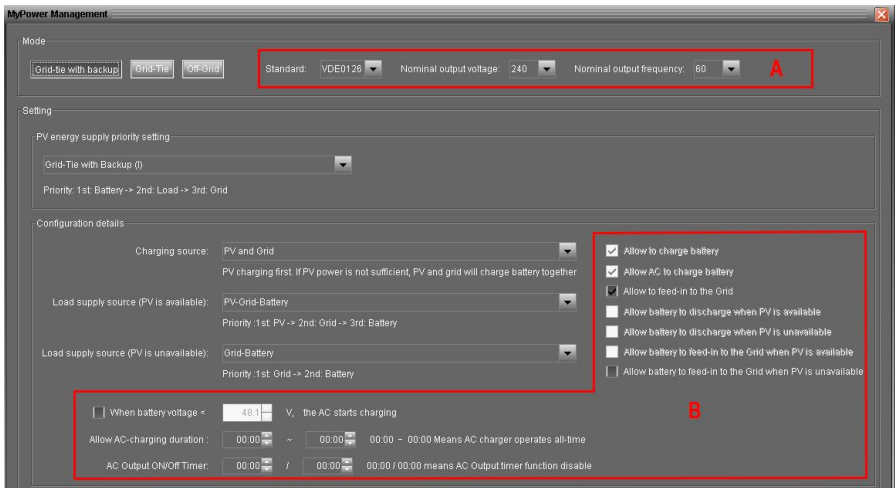 MyPower Management
Mode
Grid-tie with backup Grid-Tie Off-Grid Standard: VDE0126 Nominal output voltage: 240 Nominal output frequency: 60 A
Setting
PV energy supply priority setting
Grid-Tie with Backup (I)
Priority: 1st: Battery -> 2nd: Load -> 3rd: Grid
Configuration details
Charging source: PV and Grid
PV charging first. If PV power is not sufficient, PV and grid will charge battery together
Load supply source (PV is available): PV-Grid-Battery
Priority :1st: PV -> 2nd: Grid -> 3rd: Battery
Load supply source (PV is unavailable): Grid-Battery
Priority :1st: Grid -> 2nd: Battery
Allow to charge battery
Allow AC to charge battery
Allow to feed-in to the Grid
Allow battery to discharge when PV is available
Allow battery to discharge when PV is unavailable
Allow battery to feed-in to the Grid when PV is available
Allow battery to feed-in to the Grid when PV is unavailable
B
When battery voltage < 48.1 V, the AC starts charging
Allow AC-charging duration : 00:00 ~ 00:00 00:00 - 00:00 Means AC charger operates all-time
AC Output ON/Off Timer: 00:00 / 00:00 00:00 / 00:00 means AC Output timer function disable